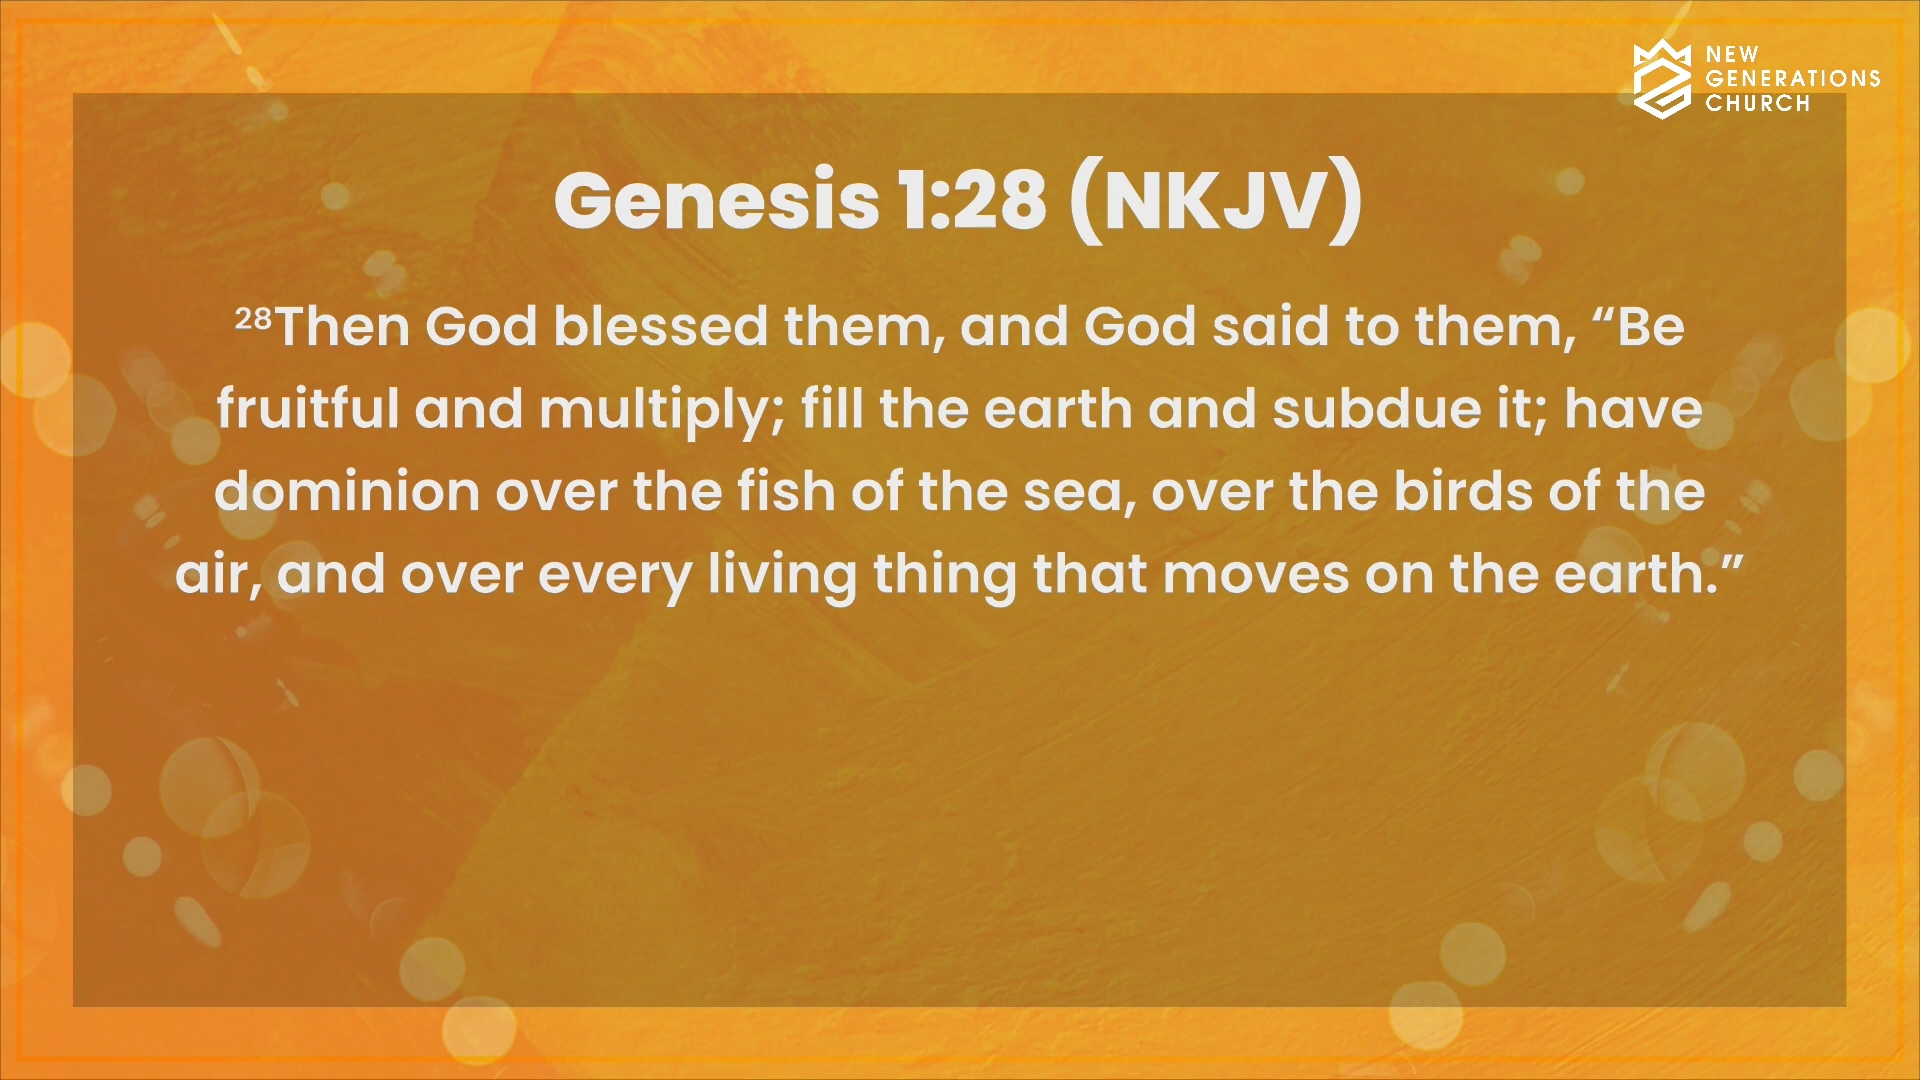 NEW
GENERATIONS
CHURCH
Genesis 1:28 (NKJV)
²⁸Then God blessed them, and God said to them, “Be
fruitful and multiply; fill the earth and subdue it; have
dominion over the fish of the sea, over the birds of the
air, and over every living thing that moves on the earth.”